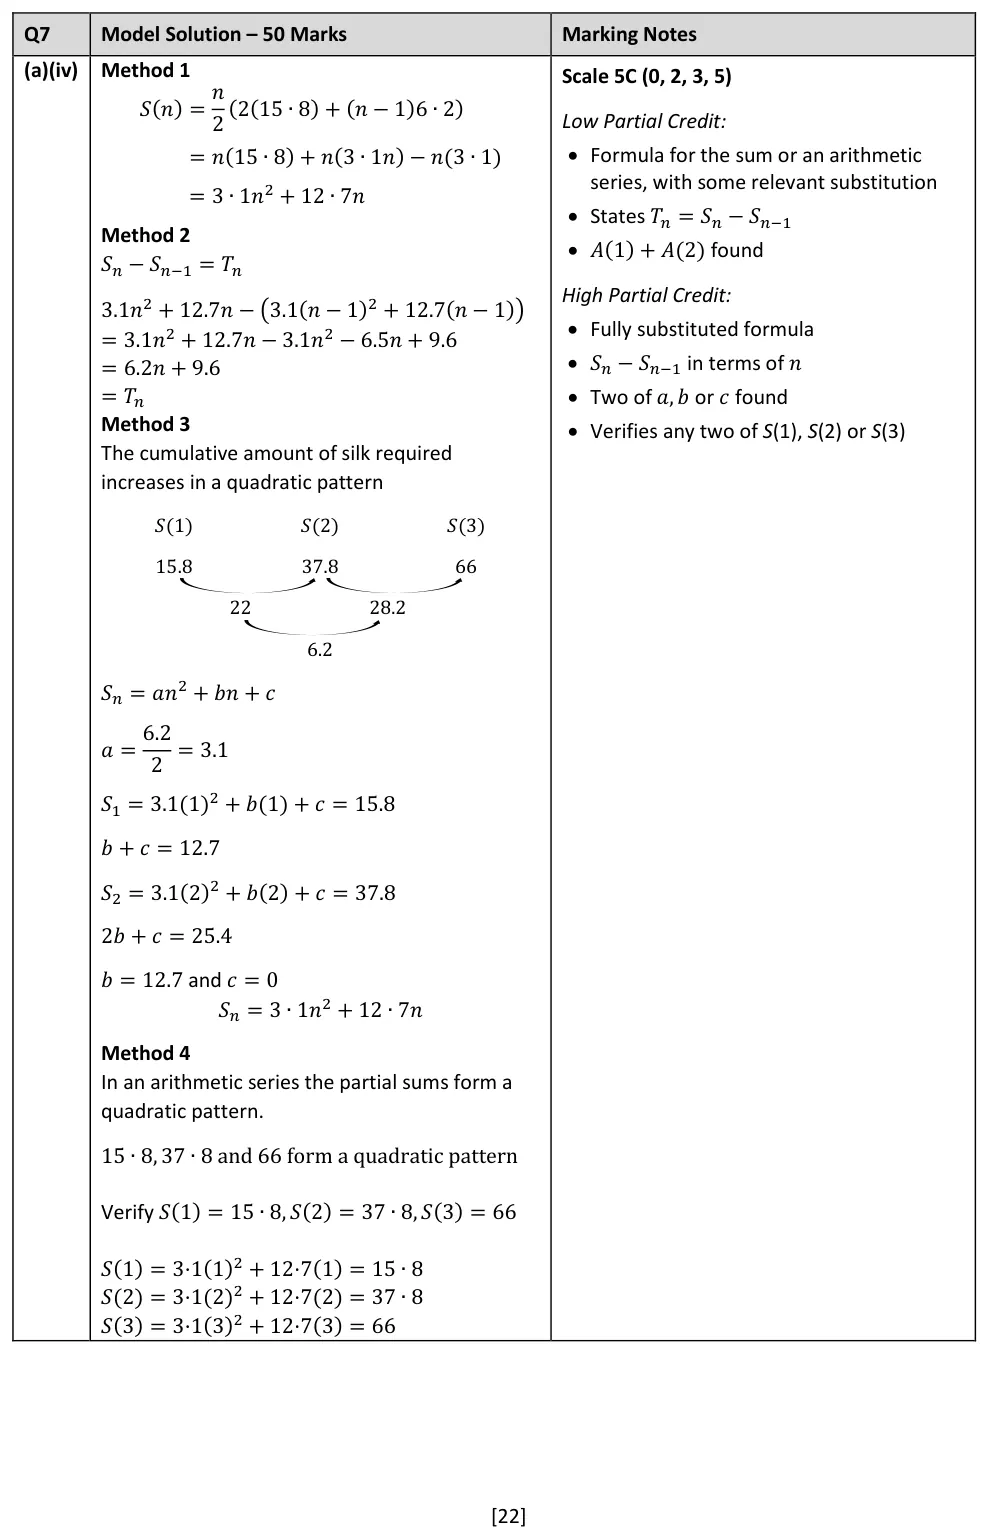 Q7 Model Solution – 50 Marks Marking Notes
(a)(iv) Method 1
S(n) = n/2 (2(15 · 8) + (n − 1)6 · 2)
= n(15 · 8) + n(3 · 1n) − n(3 · 1)
= 3 · 1n² + 12 · 7n
Method 2
Sₙ − Sₙ₋₁ = Tₙ
3.1n² + 12.7n − (3.1(n − 1)² + 12.7(n − 1))
= 3.1n² + 12.7n − 3.1n² − 6.5n + 9.6
= 6.2n + 9.6
= Tₙ
Method 3
The cumulative amount of silk required
increases in a quadratic pattern
S(1) S(2) S(3)
15.8 37.8 66
22 28.2
6.2
Sₙ = an² + bn + c
a = 6.2/2 = 3.1
S₁ = 3.1(1)² + b(1) + c = 15.8
b + c = 12.7
S₂ = 3.1(2)² + b(2) + c = 37.8
2b + c = 25.4
b = 12.7 and c = 0
Sₙ = 3 · 1n² + 12 · 7n
Method 4
In an arithmetic series the partial sums form a
quadratic pattern.
15 · 8, 37 · 8 and 66 form a quadratic pattern
Verify S(1) = 15 · 8, S(2) = 37 · 8, S(3) = 66
S(1) = 3·1(1)² + 12·7(1) = 15 · 8
S(2) = 3·1(2)² + 12·7(2) = 37 · 8
S(3) = 3·1(3)² + 12·7(3) = 66
Scale 5C (0, 2, 3, 5)
Low Partial Credit:
• Formula for the sum or an arithmetic
series, with some relevant substitution
• States Tₙ = Sₙ − Sₙ₋₁
• A(1) + A(2) found
High Partial Credit:
• Fully substituted formula
• Sₙ − Sₙ₋₁ in terms of n
• Two of a, b or c found
• Verifies any two of S(1), S(2) or S(3)
[22]